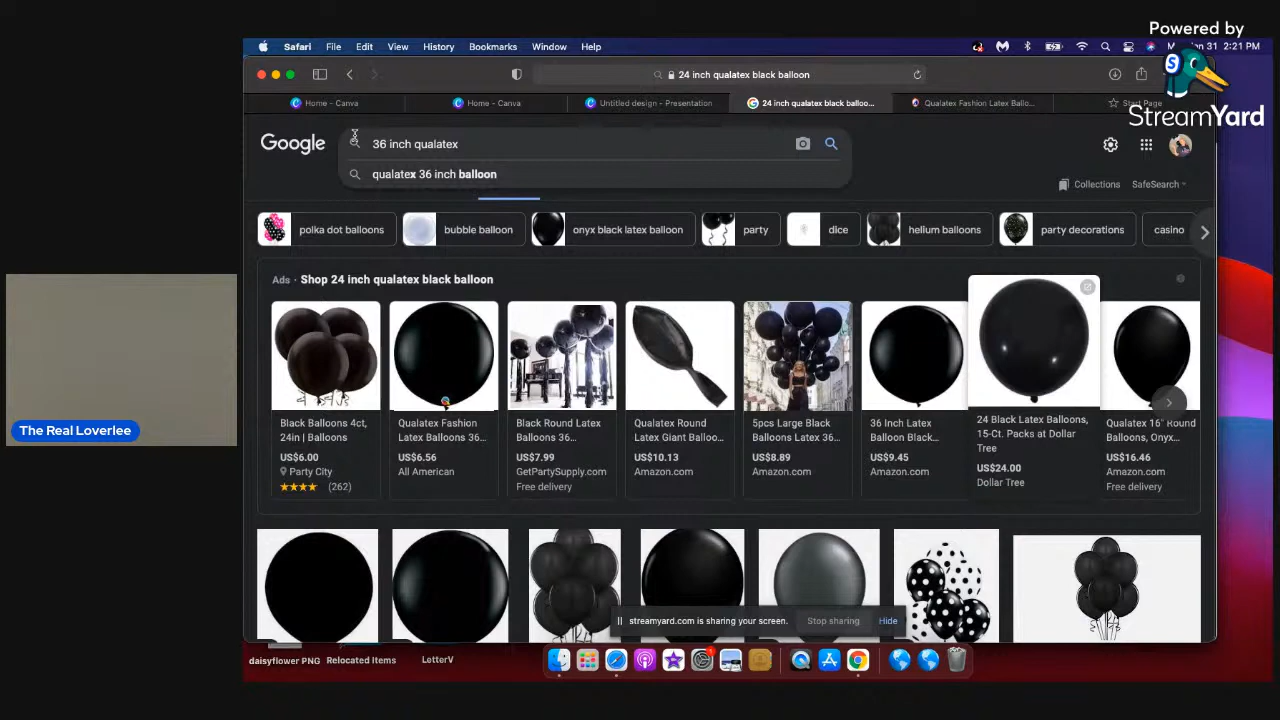 Powered by
StreamYard
Safari File Edit View History Bookmarks Window Help
31 2:21 PM
24 inch qualatex black balloon
Home - Canva
Home - Canva
Untitled design - Presentation
24 inch qualatex black balloo...
Qualatex Fashion Latex Ballo...
Start Page
Google
36 inch qualatex
qualatex 36 inch balloon
Collections
SafeSearch
polka dot balloons
bubble balloon
onyx black latex balloon
party
dice
helium balloons
party decorations
casino
Ads · Shop 24 inch qualatex black balloon
Black Balloons 4ct,
24in | Balloons
US$6.00
Party City
(262)
Qualatex Fashion
Latex Balloons 36...
US$6.56
All American
Black Round Latex
Balloons 36...
US$7.99
GetPartySupply.com
Free delivery
Qualatex Round
Latex Giant Balloo...
US$10.13
Amazon.com
5pcs Large Black
Balloons Latex 36...
US$8.89
Amazon.com
36 Inch Latex
Balloon Black...
US$9.45
Amazon.com
24 Black Latex Balloons,
15-Ct. Packs at Dollar
Tree
US$24.00
Dollar Tree
Qualatex 16" Round
Balloons, Onyx...
US$16.46
Amazon.com
Free delivery
The Real Loverlee
streamyard.com is sharing your screen.
Stop sharing
Hide
daisyflower PNG
Relocated Items
LetterV